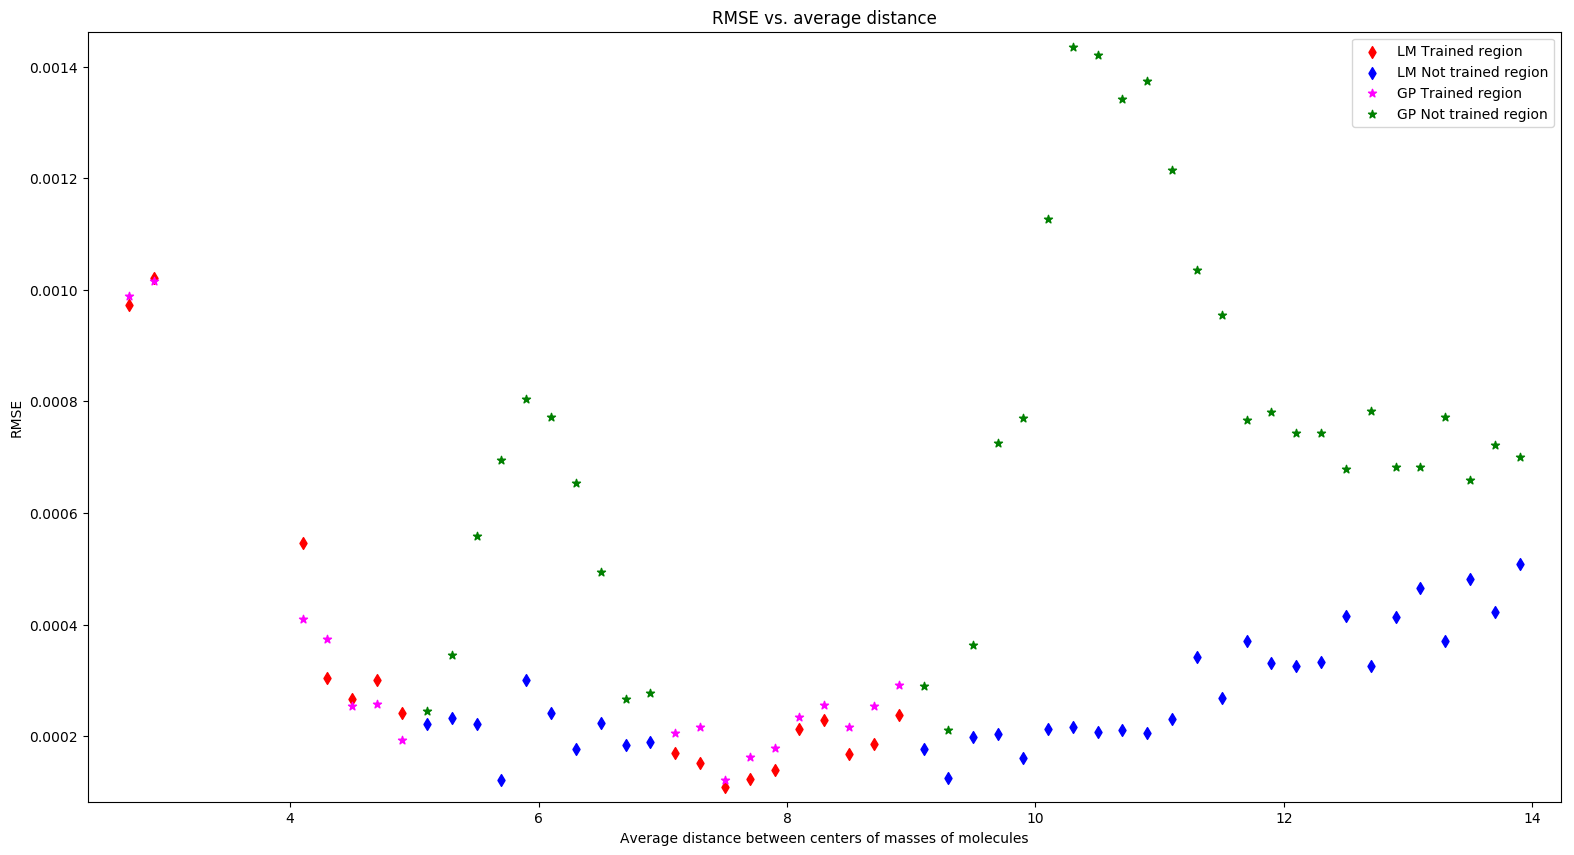 RMSE vs. average distance
LM Trained region
LM Not trained region
GP Trained region
GP Not trained region
0.0014
0.0012
0.0010
0.0008
0.0006
0.0004
0.0002
RMSE
4 6 8 10 12 14
Average distance between centers of masses of molecules